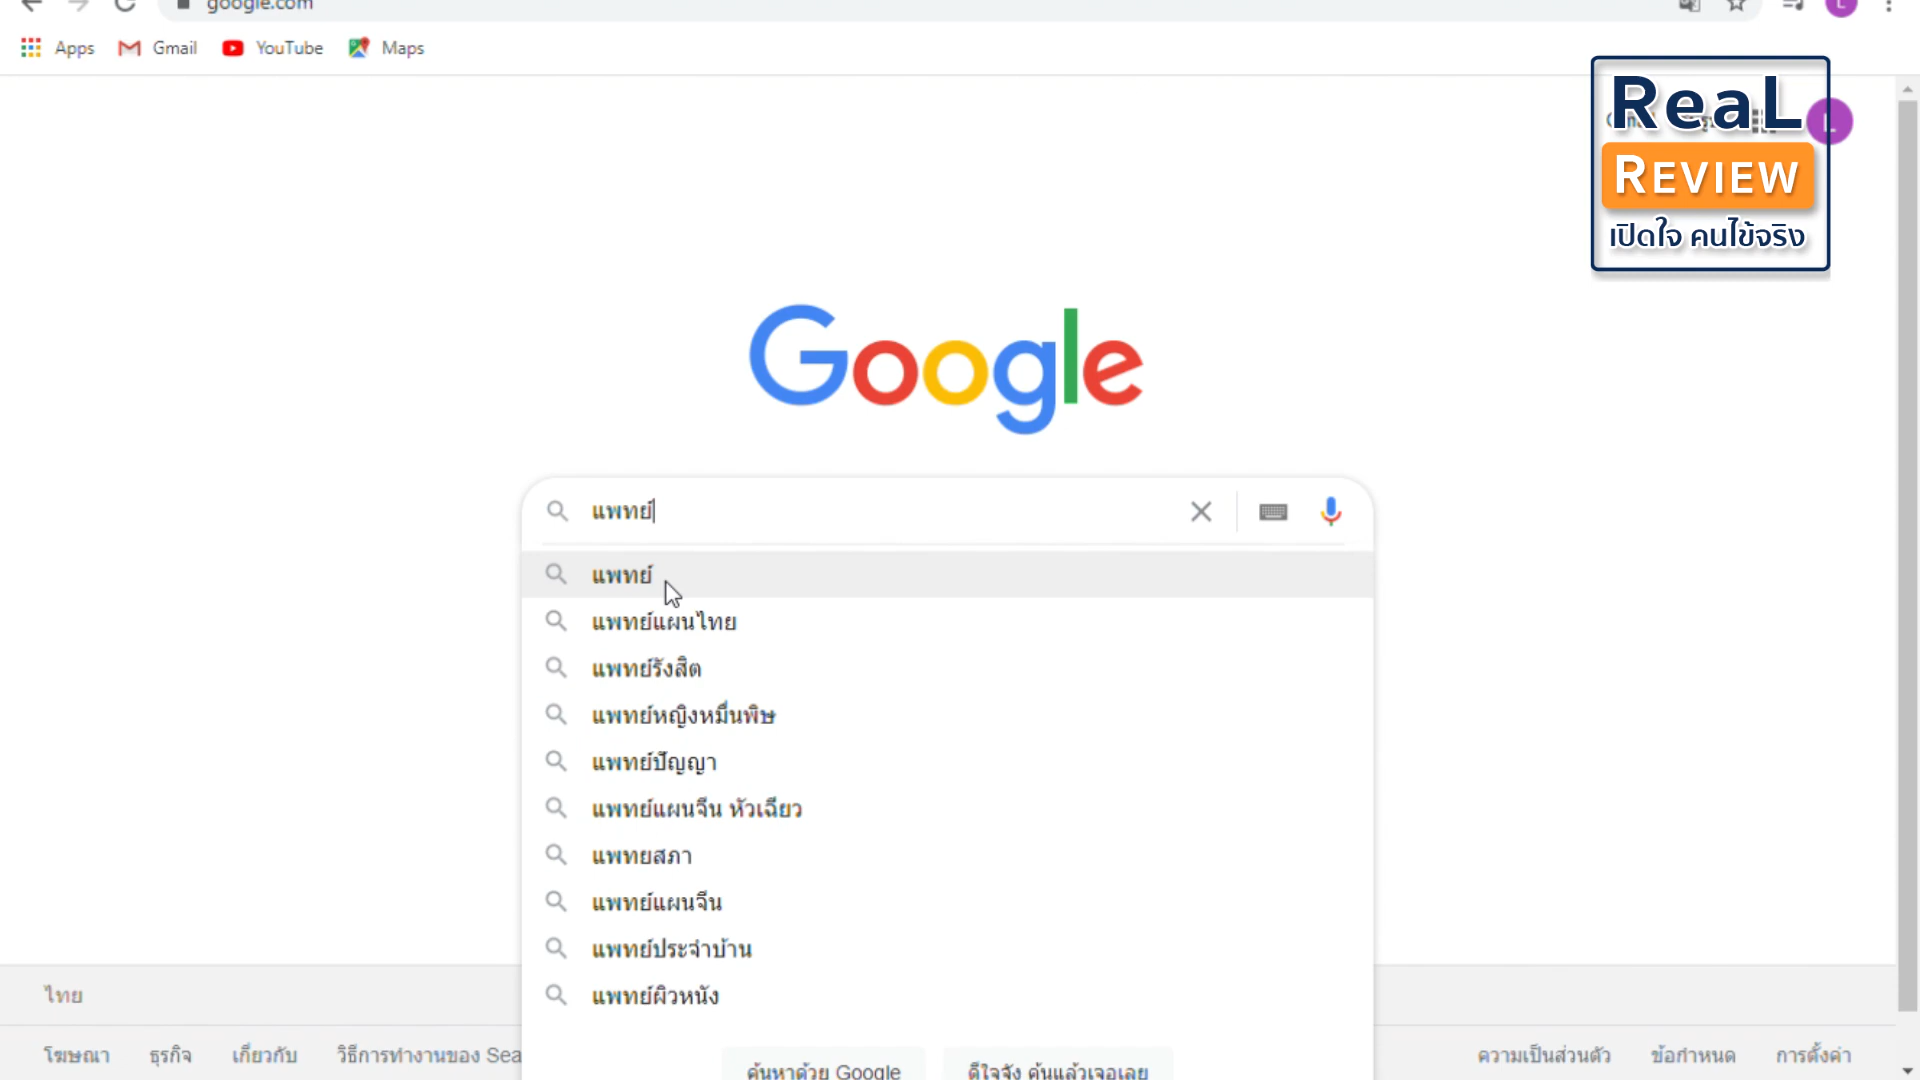 google.com
Apps
Gmail
YouTube
Maps
ReaL
REVIEW
เปิดใจ คนไข้จริง
L
Google
แพทย์
แพทย์
แพทย์แผนไทย
แพทย์รังสิต
แพทย์หญิงหมื่นพิษ
แพทย์ปัญญา
แพทย์แผนจีน หัวเฉียว
แพทยสภา
แพทย์แผนจีน
แพทย์ประจําบ้าน
แพทย์ผิวหนัง
ไทย
โฆษณา
ธุรกิจ
เกี่ยวกับ
วิธีการทำงานของ Sea
ค้นหาด้วย Google
ดีใจจัง ค้นแล้วเจอเลย
ความเป็นส่วนตัว
ข้อกำหนด
การตั้งค่า